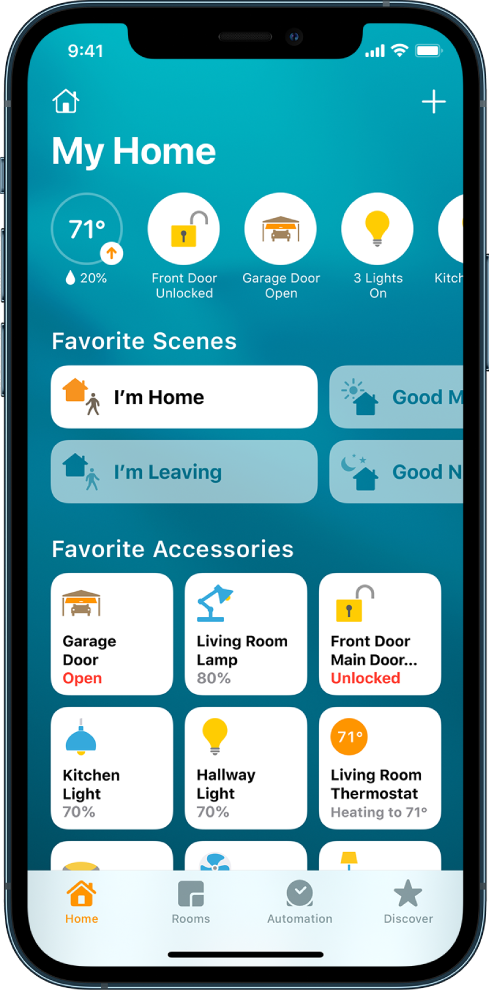 9:41
My Home
71°
20%
Front Door
Unlocked
Garage Door
Open
3 Lights
On
Kitch
Favorite Scenes
I'm Home
Good M
I'm Leaving
Good N
Favorite Accessories
Garage
Door
Open
Living Room
Lamp
80%
Front Door
Main Door...
Unlocked
Kitchen
Light
70%
Hallway
Light
70%
71°
Living Room
Thermostat
Heating to 71°
Home
Rooms
Automation
Discover